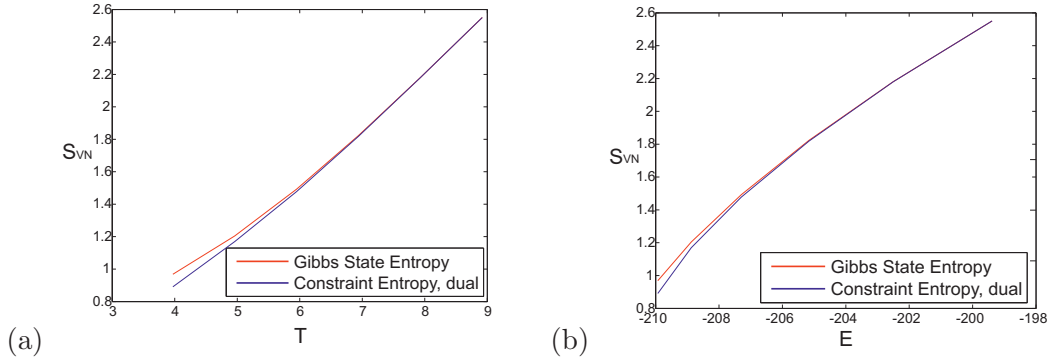 2.6
2.4
2.2
2
1.8
1.6
1.4
1.2
1
0.8
SVN
3 4 5 6 7 8 9
T
Gibbs State Entropy
Constraint Entropy, dual
(a)
2.6
2.4
2.2
2
1.8
1.6
1.4
1.2
1
0.8
SVN
-210 -208 -206 -204 -202 -200 -198
E
Gibbs State Entropy
Constraint Entropy, dual
(b)